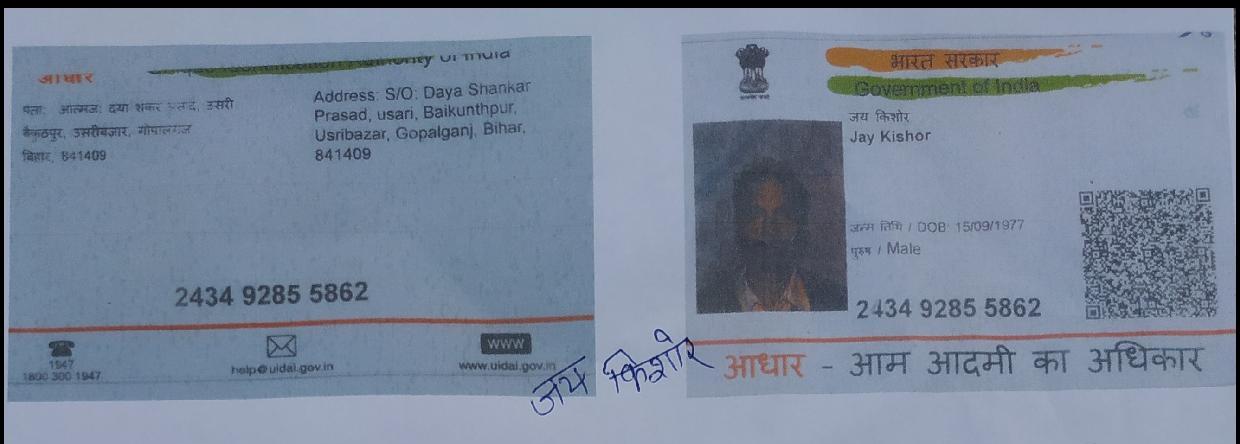 आधार
पता: आत्मज: दया शंकर प्रसाद, उसरी
बैकुंठपुर, उसरीबाजार, गोपालगंज
बिहार, 841409
Address: S/O: Daya Shankar
Prasad, usari, Baikunthpur,
Usribazar, Gopalganj, Bihar,
841409
2434 9285 5862
1947
1800 300 1947
help@uidai.gov.in
WWW
www.uidai.gov.in
जय किशोर
भारत सरकार
Government of India
जय किशोर
Jay Kishor
जन्म तिथि / DOB: 15/09/1977
पुरुष / Male
2434 9285 5862
आधार - आम आदमी का अधिकार